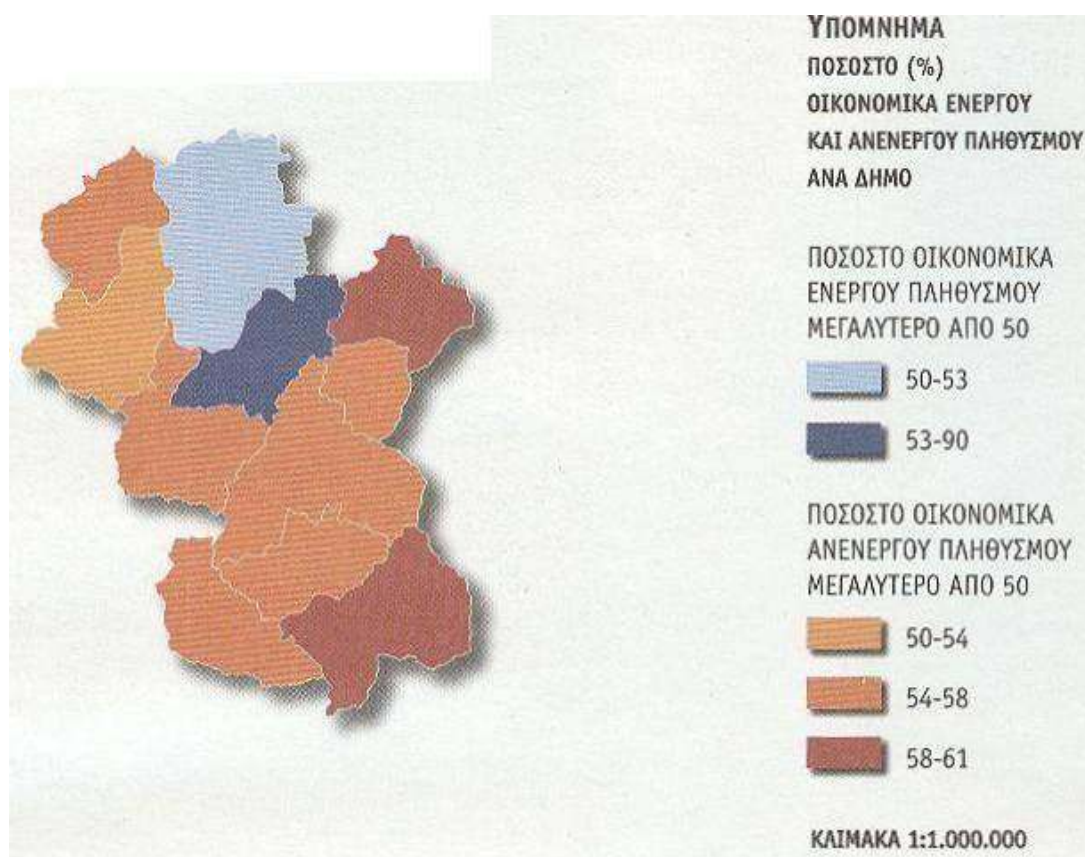 ΥΠΟΜΝΗΜΑ
ΠΟΣΟΣΤΟ (%)
ΟΙΚΟΝΟΜΙΚΑ ΕΝΕΡΓΟΥ
ΚΑΙ ΑΝΕΝΕΡΓΟΥ ΠΛΗΘΥΣΜΟΥ
ΑΝΑ ΔΗΜΟ
ΠΟΣΟΣΤΟ ΟΙΚΟΝΟΜΙΚΑ
ΕΝΕΡΓΟΥ ΠΛΗΘΥΣΜΟΥ
ΜΕΓΑΛΥΤΕΡΟ ΑΠΟ 50
50-53
53-90
ΠΟΣΟΣΤΟ ΟΙΚΟΝΟΜΙΚΑ
ΑΝΕΝΕΡΓΟΥ ΠΛΗΘΥΣΜΟΥ
ΜΕΓΑΛΥΤΕΡΟ ΑΠΟ 50
50-54
54-58
58-61
ΚΛΙΜΑΚΑ 1:1.000.000